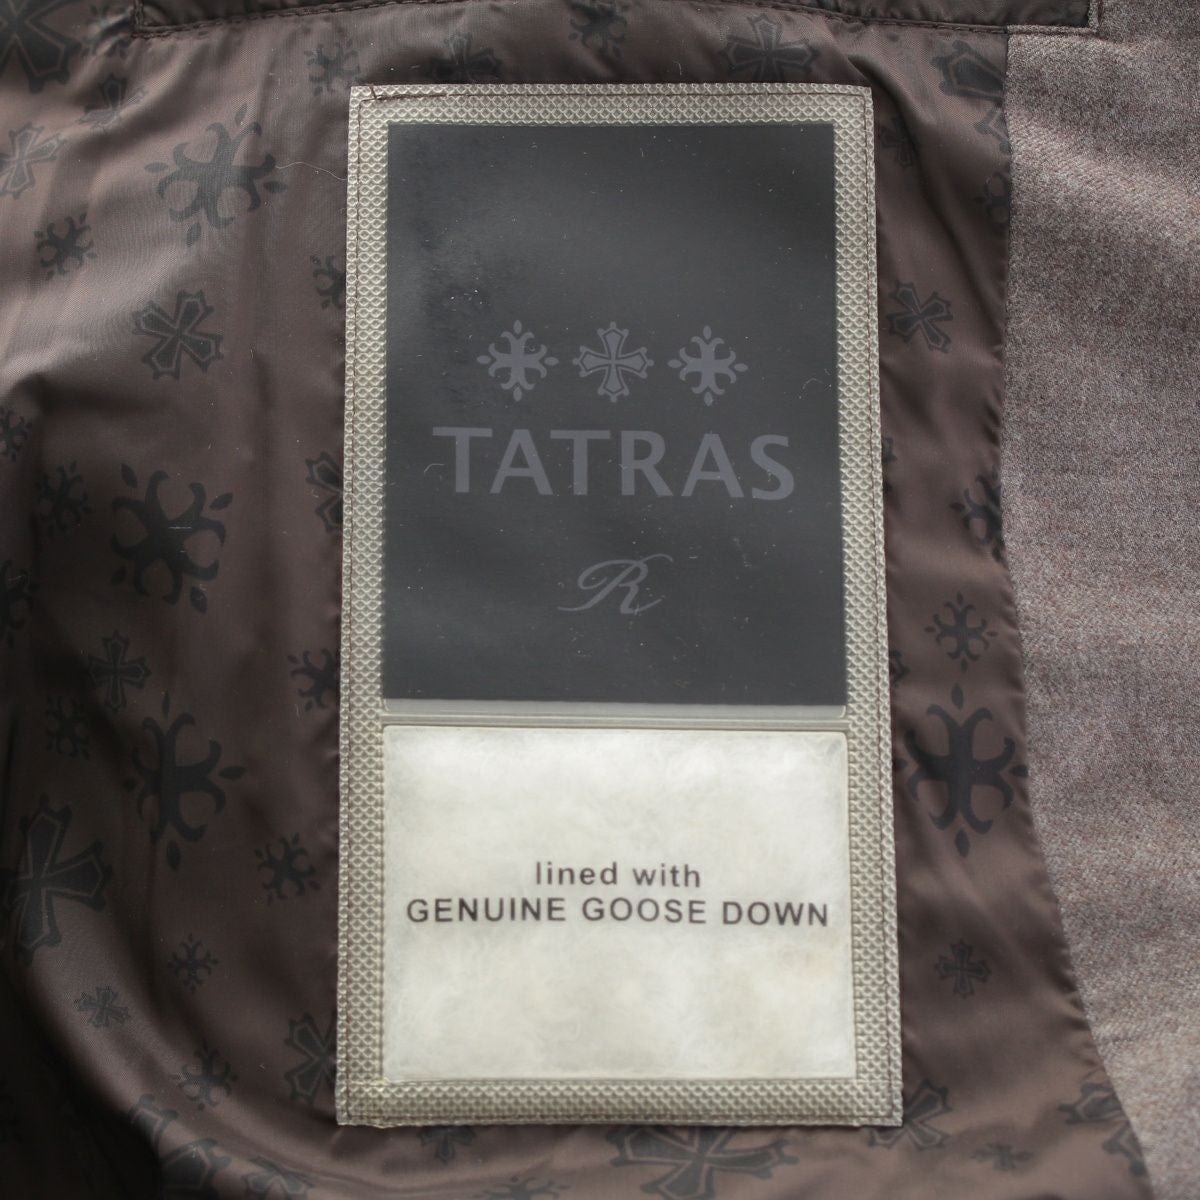 TATRAS
R
lined with
GENUINE GOOSE DOWN